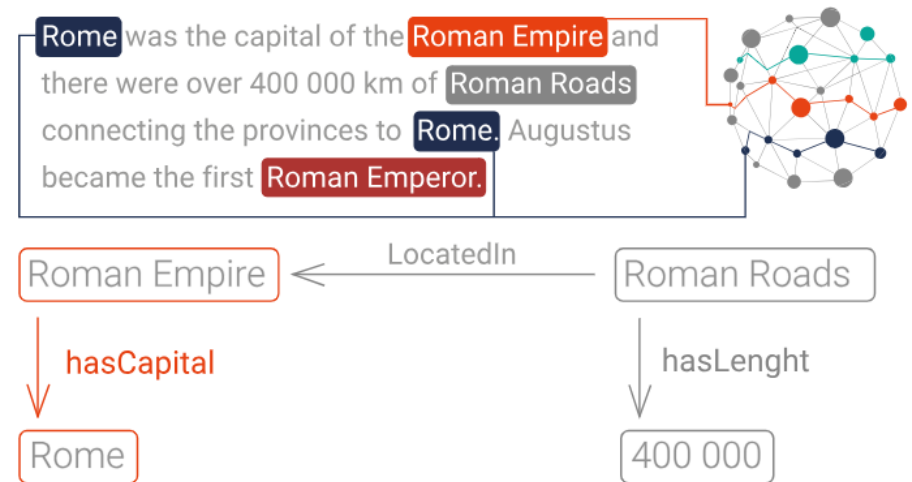 Rome was the capital of the Roman Empire and
there were over 400 000 km of Roman Roads
connecting the provinces to Rome. Augustus
became the first Roman Emperor.
LocatedIn
Roman Empire Roman Roads
hasCapital hasLenght
Rome 400 000